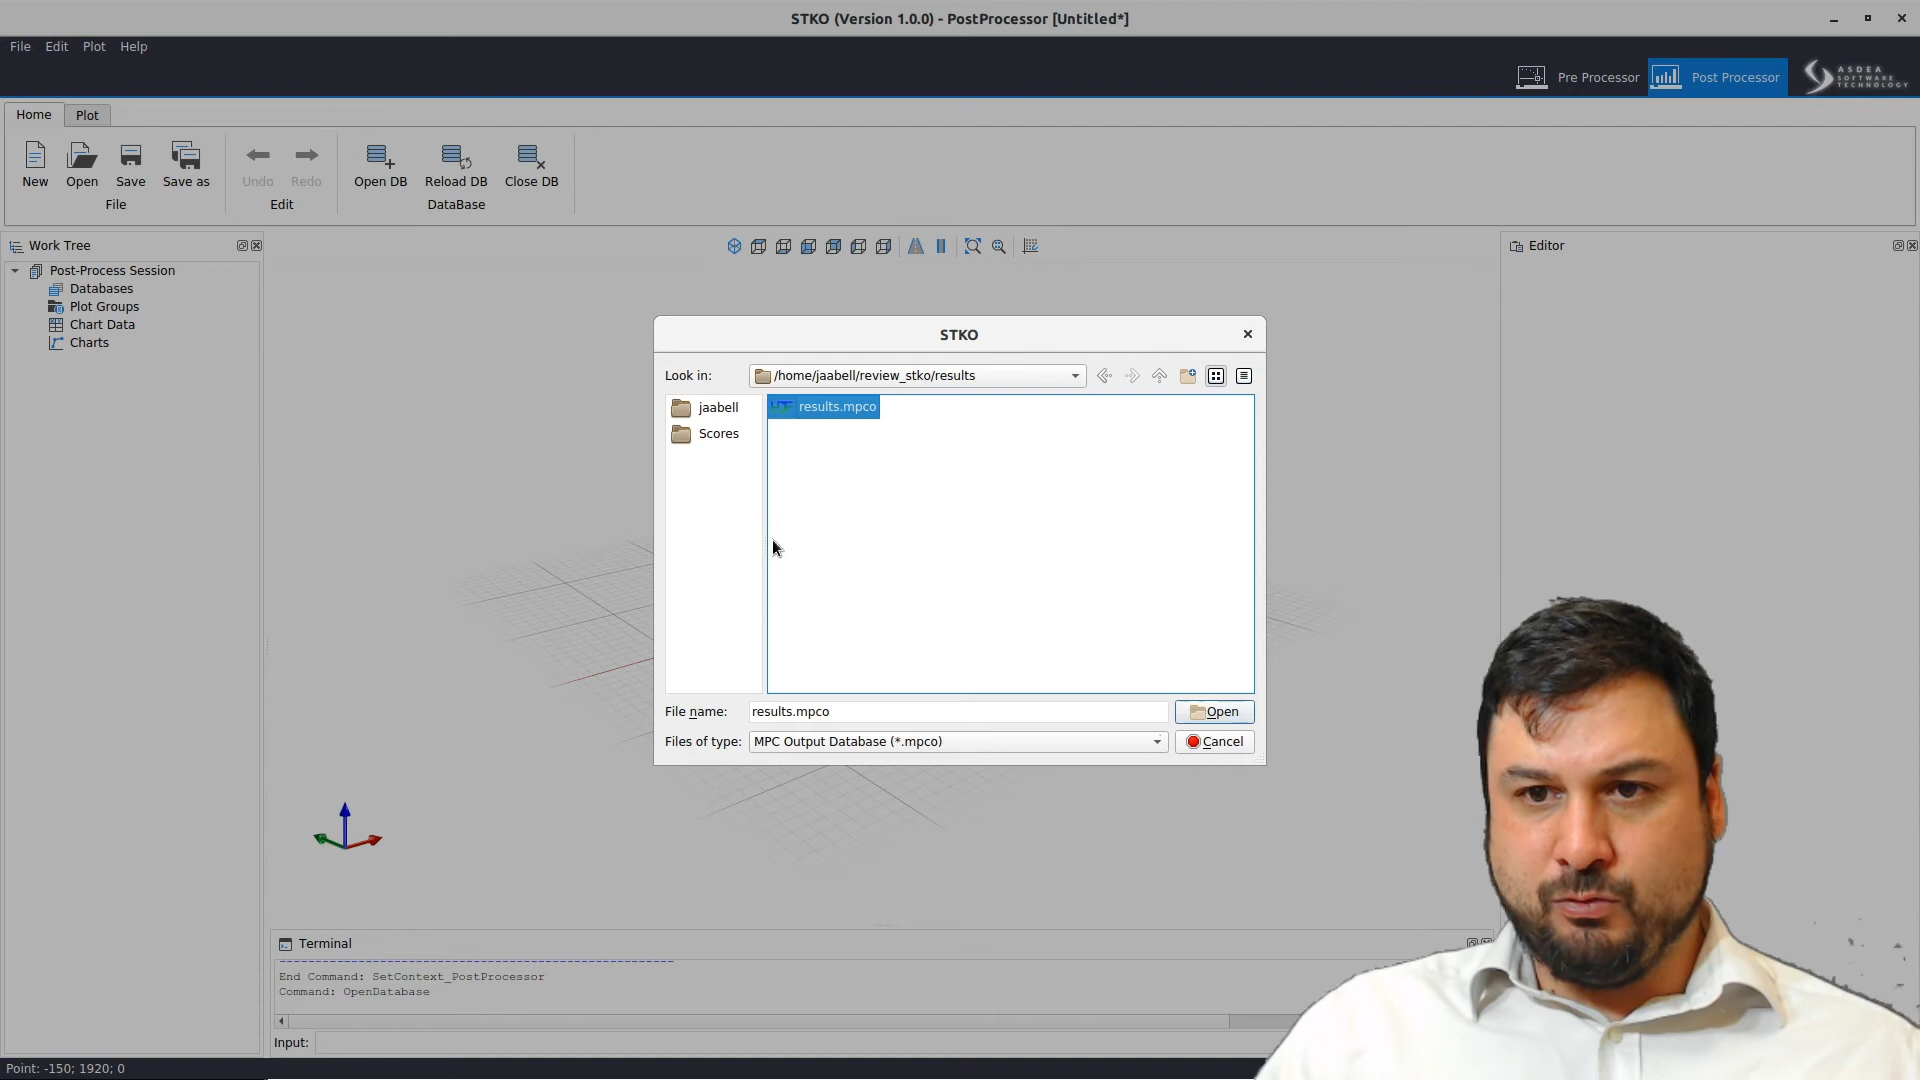 STKO (Version 1.0.0) - PostProcessor [Untitled*]
File Edit Plot Help
Pre Processor
Post Processor
ASDEA
SOFTWARE
TECHNOLOGY
Home Plot
New Open Save Save as
Undo Redo
Open DB Reload DB Close DB
File Edit DataBase
Work Tree
Editor
Post-Process Session
Databases
Plot Groups
Chart Data
Charts
STKO
Look in: /home/jaabell/review_stko/results
jaabell
Scores
results.mpco
File name: results.mpco
Open
Files of type: MPC Output Database (*.mpco)
Cancel
Terminal
End Command: SetContext_PostProcessor
Command: OpenDatabase
Input:
Point: -150; 1920; 0